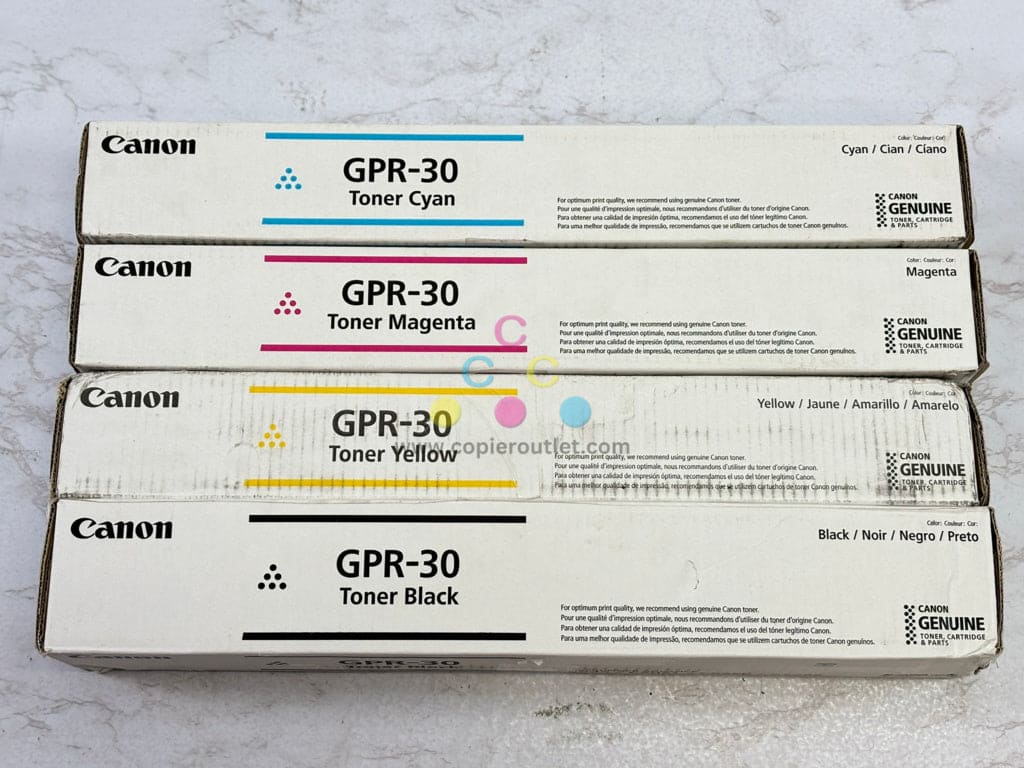 Canon
GPR-30
Toner Cyan
Color: Couleur: Cor:
Cyan / Cian / Cíano
For optimum print quality, we recommend using genuine Canon toner.
Pour une qualité d'impression optimale, nous recommandons d'utiliser du toner d'origine Canon.
Para obtener una calidad de impresión óptima, recomendamos el uso del tóner legítimo Canon.
Para uma melhor qualidade de impressão, recomendamos que se utilizem cartuchos de toner Canon genuínos.
CANON
GENUINE
TONER, CARTRIDGE
& PARTS
Canon
GPR-30
Toner Magenta
Color: Couleur: Cor:
Magenta
For optimum print quality, we recommend using genuine Canon toner.
Pour une qualité d'impression optimale, nous recommandons d'utiliser du toner d'origine Canon.
Para obtener una calidad de impresión óptima, recomendamos el uso del tóner legítimo Canon.
Para uma melhor qualidade de impressão, recomendamos que se utilizem cartuchos de toner Canon genuínos.
CANON
GENUINE
TONER, CARTRIDGE
& PARTS
C
C C
Canon
GPR-30
Toner Yellow
Color: Couleur: Cor:
Yellow / Jaune / Amarillo / Amarelo
www.copieroutlet.com
For optimum print quality, we recommend using genuine Canon toner.
Pour une qualité d'impression optimale, nous recommandons d'utiliser du toner d'origine Canon.
Para obtener una calidad de impresión óptima, recomendamos el uso del tóner legítimo Canon.
Para uma melhor qualidade de impressão, recomendamos que se utilizem cartuchos de toner Canon genuínos.
CANON
GENUINE
TONER, CARTRIDGE
& PARTS
Canon
GPR-30
Toner Black
Color: Couleur: Cor:
Black / Noir / Negro / Preto
For optimum print quality, we recommend using genuine Canon toner.
Pour une qualité d'impression optimale, nous recommandons d'utiliser du toner d'origine Canon.
Para obtener una calidad de impresión óptima, recomendamos el uso del tóner legítimo Canon.
Para uma melhor qualidade de impressão, recomendamos que se utilizem cartuchos de toner Canon genuínos.
CANON
GENUINE
TONER, CARTRIDGE
& PARTS
Canon
GPR-30
Toner Black